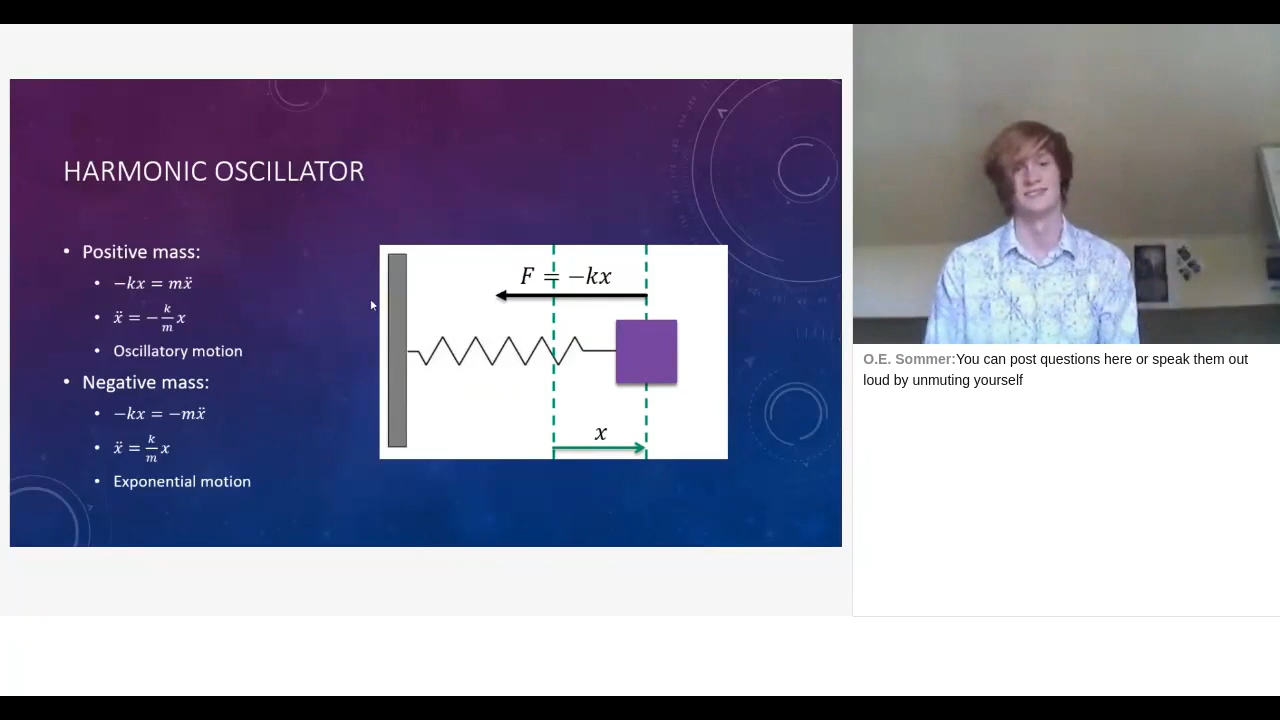 HARMONIC OSCILLATOR
• Positive mass:
• −kx = mẍ
• ẍ = −k/m x
• Oscillatory motion
• Negative mass:
• −kx = −mẍ
• ẍ = k/m x
• Exponential motion
F = −kx
x
O.E. Sommer:You can post questions here or speak them out
loud by unmuting yourself